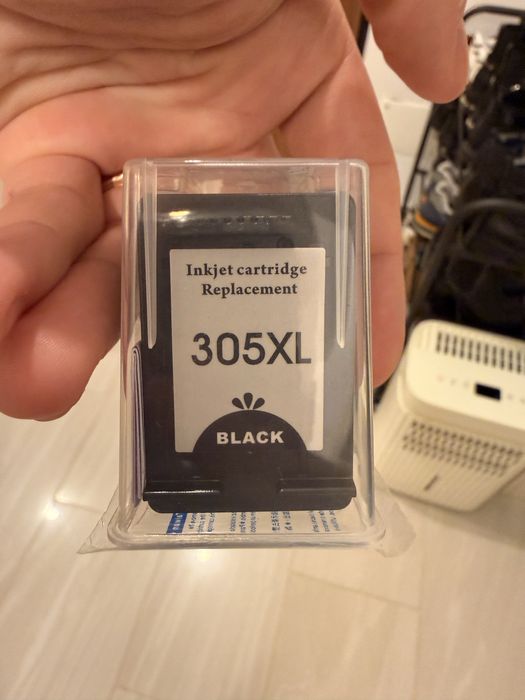 Inkjet cartridge
Replacement
305XL
BLACK